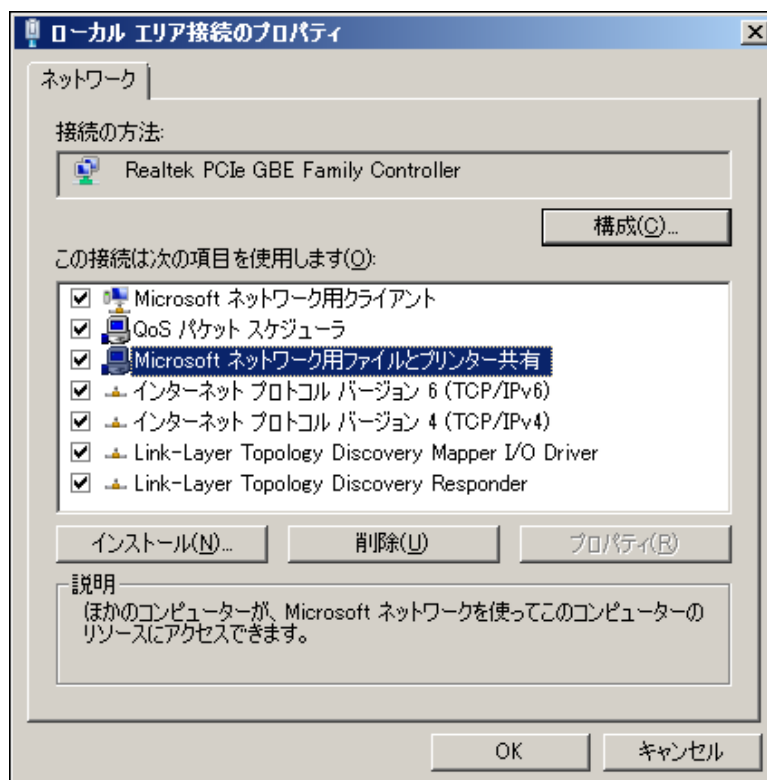 ローカル エリア接続のプロパティ
ネットワーク
接続の方法:
Realtek PCIe GBE Family Controller
構成(C)...
この接続は次の項目を使用します(O):
Microsoft ネットワーク用クライアント
QoS パケット スケジューラ
Microsoft ネットワーク用ファイルとプリンター共有
インターネット プロトコル バージョン 6 (TCP/IPv6)
インターネット プロトコル バージョン 4 (TCP/IPv4)
Link-Layer Topology Discovery Mapper I/O Driver
Link-Layer Topology Discovery Responder
インストール(N)... 削除(U) プロパティ(R)
説明
ほかのコンピューターが、Microsoft ネットワークを使ってこのコンピューターの
リソースにアクセスできます。
OK キャンセル